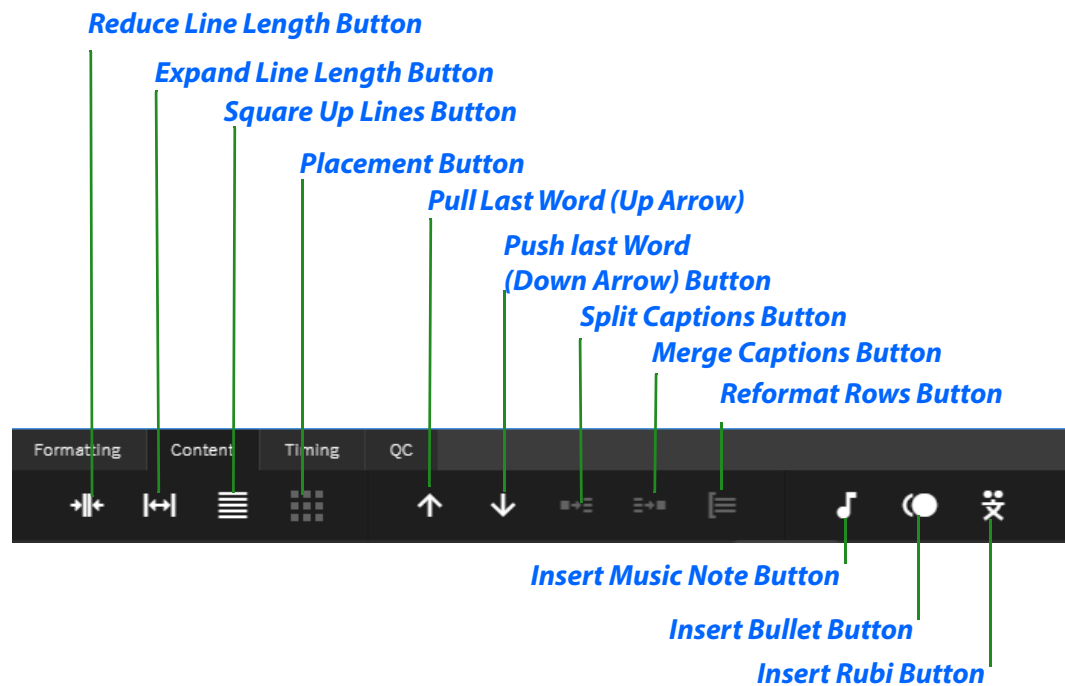 Reduce Line Length Button
Expand Line Length Button
Square Up Lines Button
Placement Button
Pull Last Word (Up Arrow)
Push last Word
(Down Arrow) Button
Split Captions Button
Merge Captions Button
Reformat Rows Button
Formatting Content Timing QC
Insert Music Note Button
Insert Bullet Button
Insert Rubi Button